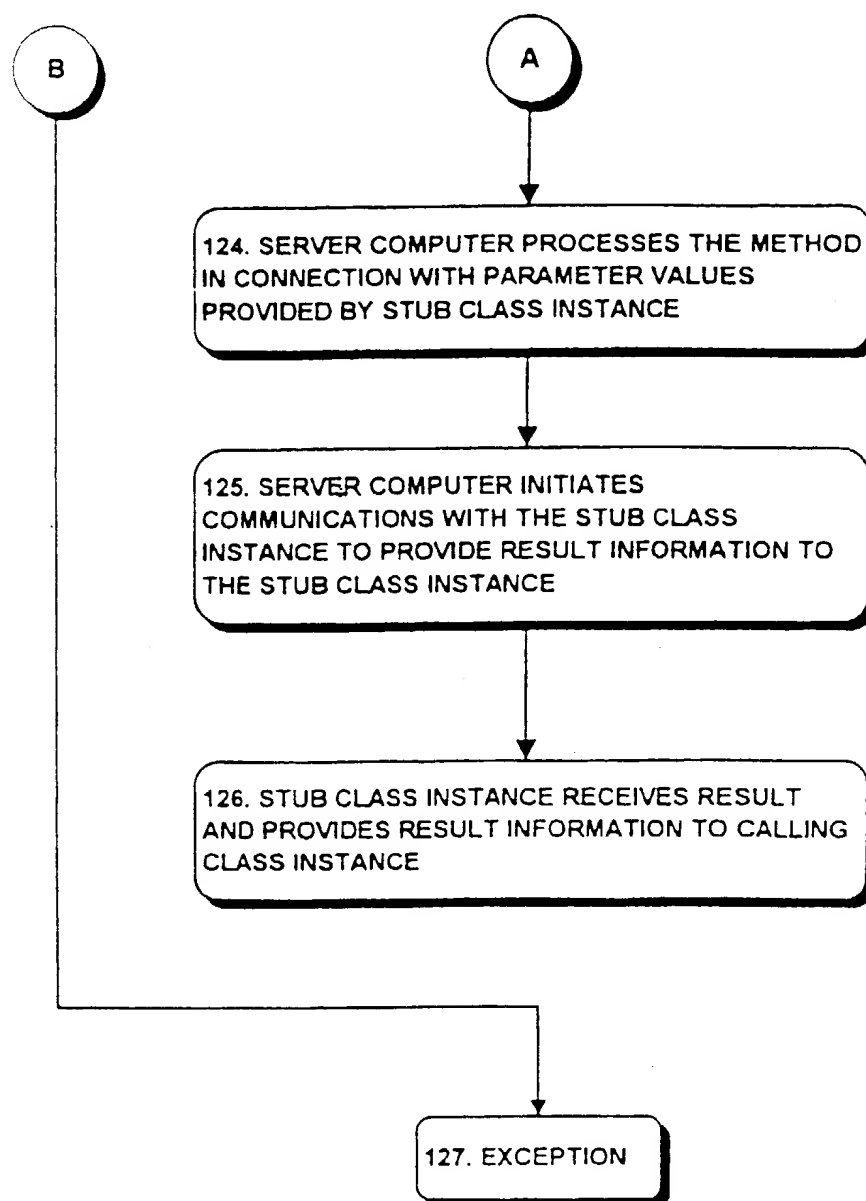 B
A
124. SERVER COMPUTER PROCESSES THE METHOD
IN CONNECTION WITH PARAMETER VALUES
PROVIDED BY STUB CLASS INSTANCE
125. SERVER COMPUTER INITIATES
COMMUNICATIONS WITH THE STUB CLASS
INSTANCE TO PROVIDE RESULT INFORMATION TO
THE STUB CLASS INSTANCE
126. STUB CLASS INSTANCE RECEIVES RESULT
AND PROVIDES RESULT INFORMATION TO CALLING
CLASS INSTANCE
127. EXCEPTION